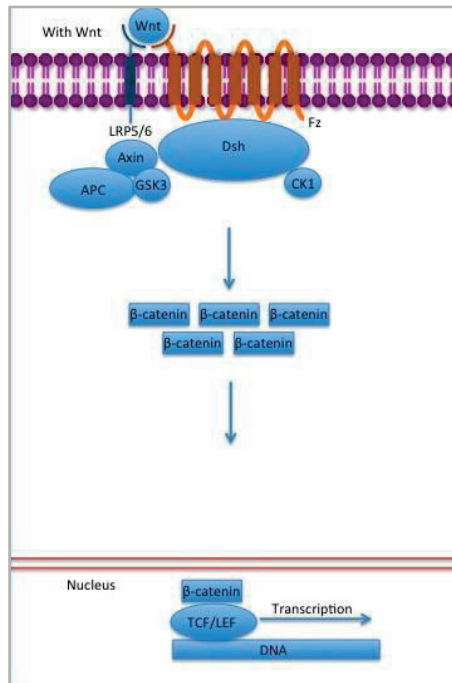 Wnt
With Wnt
LRP5/6
Fz
Axin
Dsh
APC
GSK3
CK1
β-catenin
β-catenin
β-catenin
β-catenin
β-catenin
Nucleus
β-catenin
TCF/LEF
Transcription
DNA